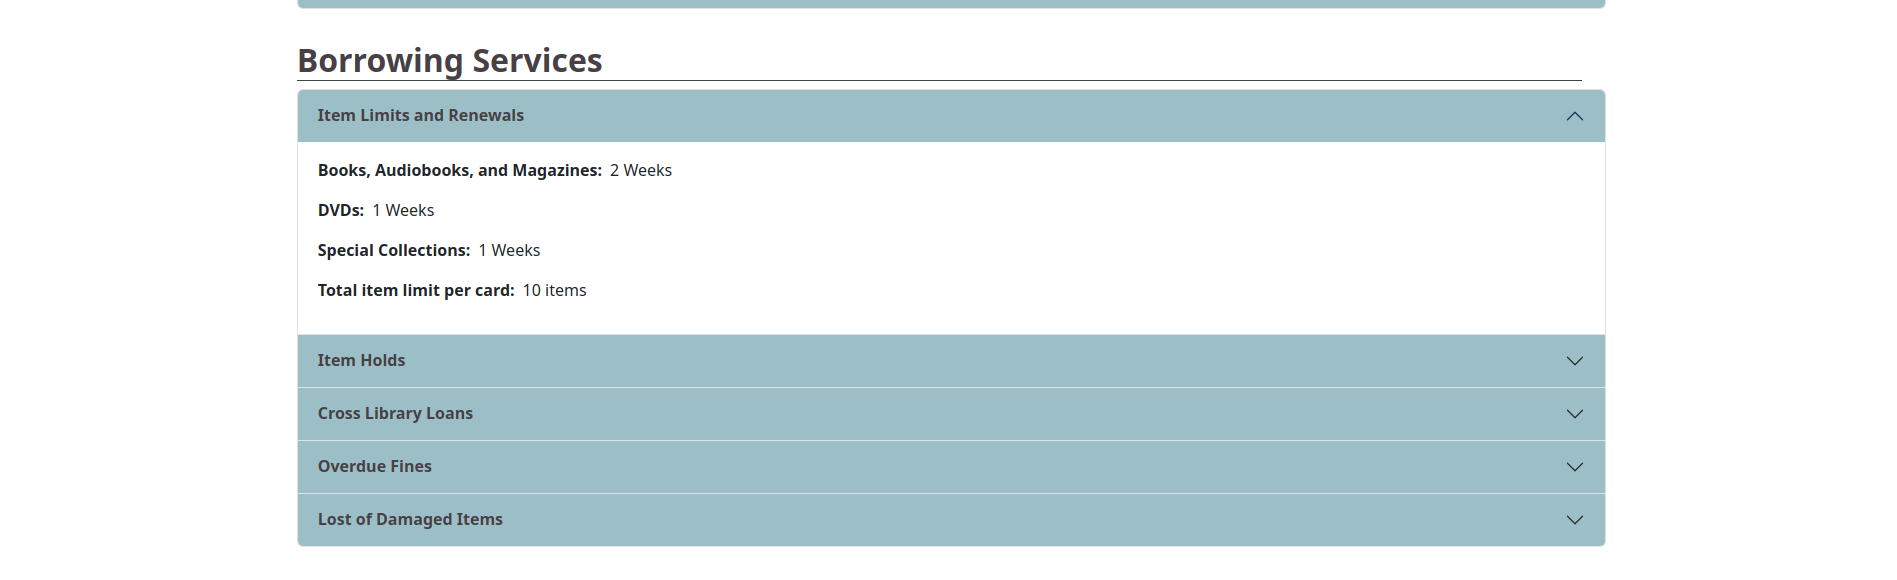 Borrowing Services
Item Limits and Renewals
Books, Audiobooks, and Magazines: 2 Weeks
DVDs: 1 Weeks
Special Collections: 1 Weeks
Total item limit per card: 10 items
Item Holds
Cross Library Loans
Overdue Fines
Lost of Damaged Items